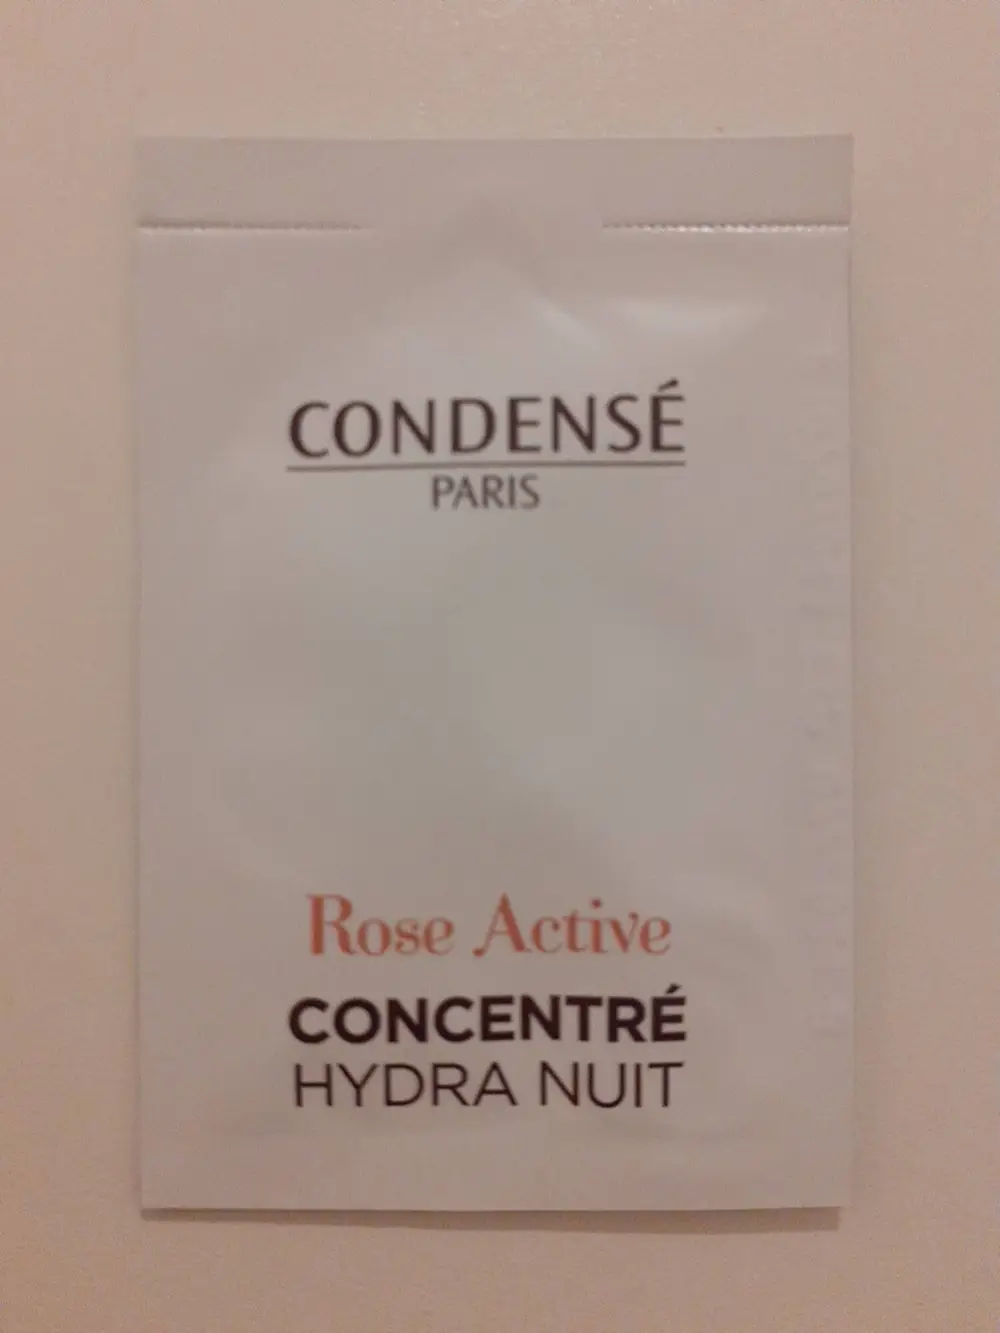 CONDENSÉ
PARIS
Rose Active
CONCENTRÉ
HYDRA NUIT